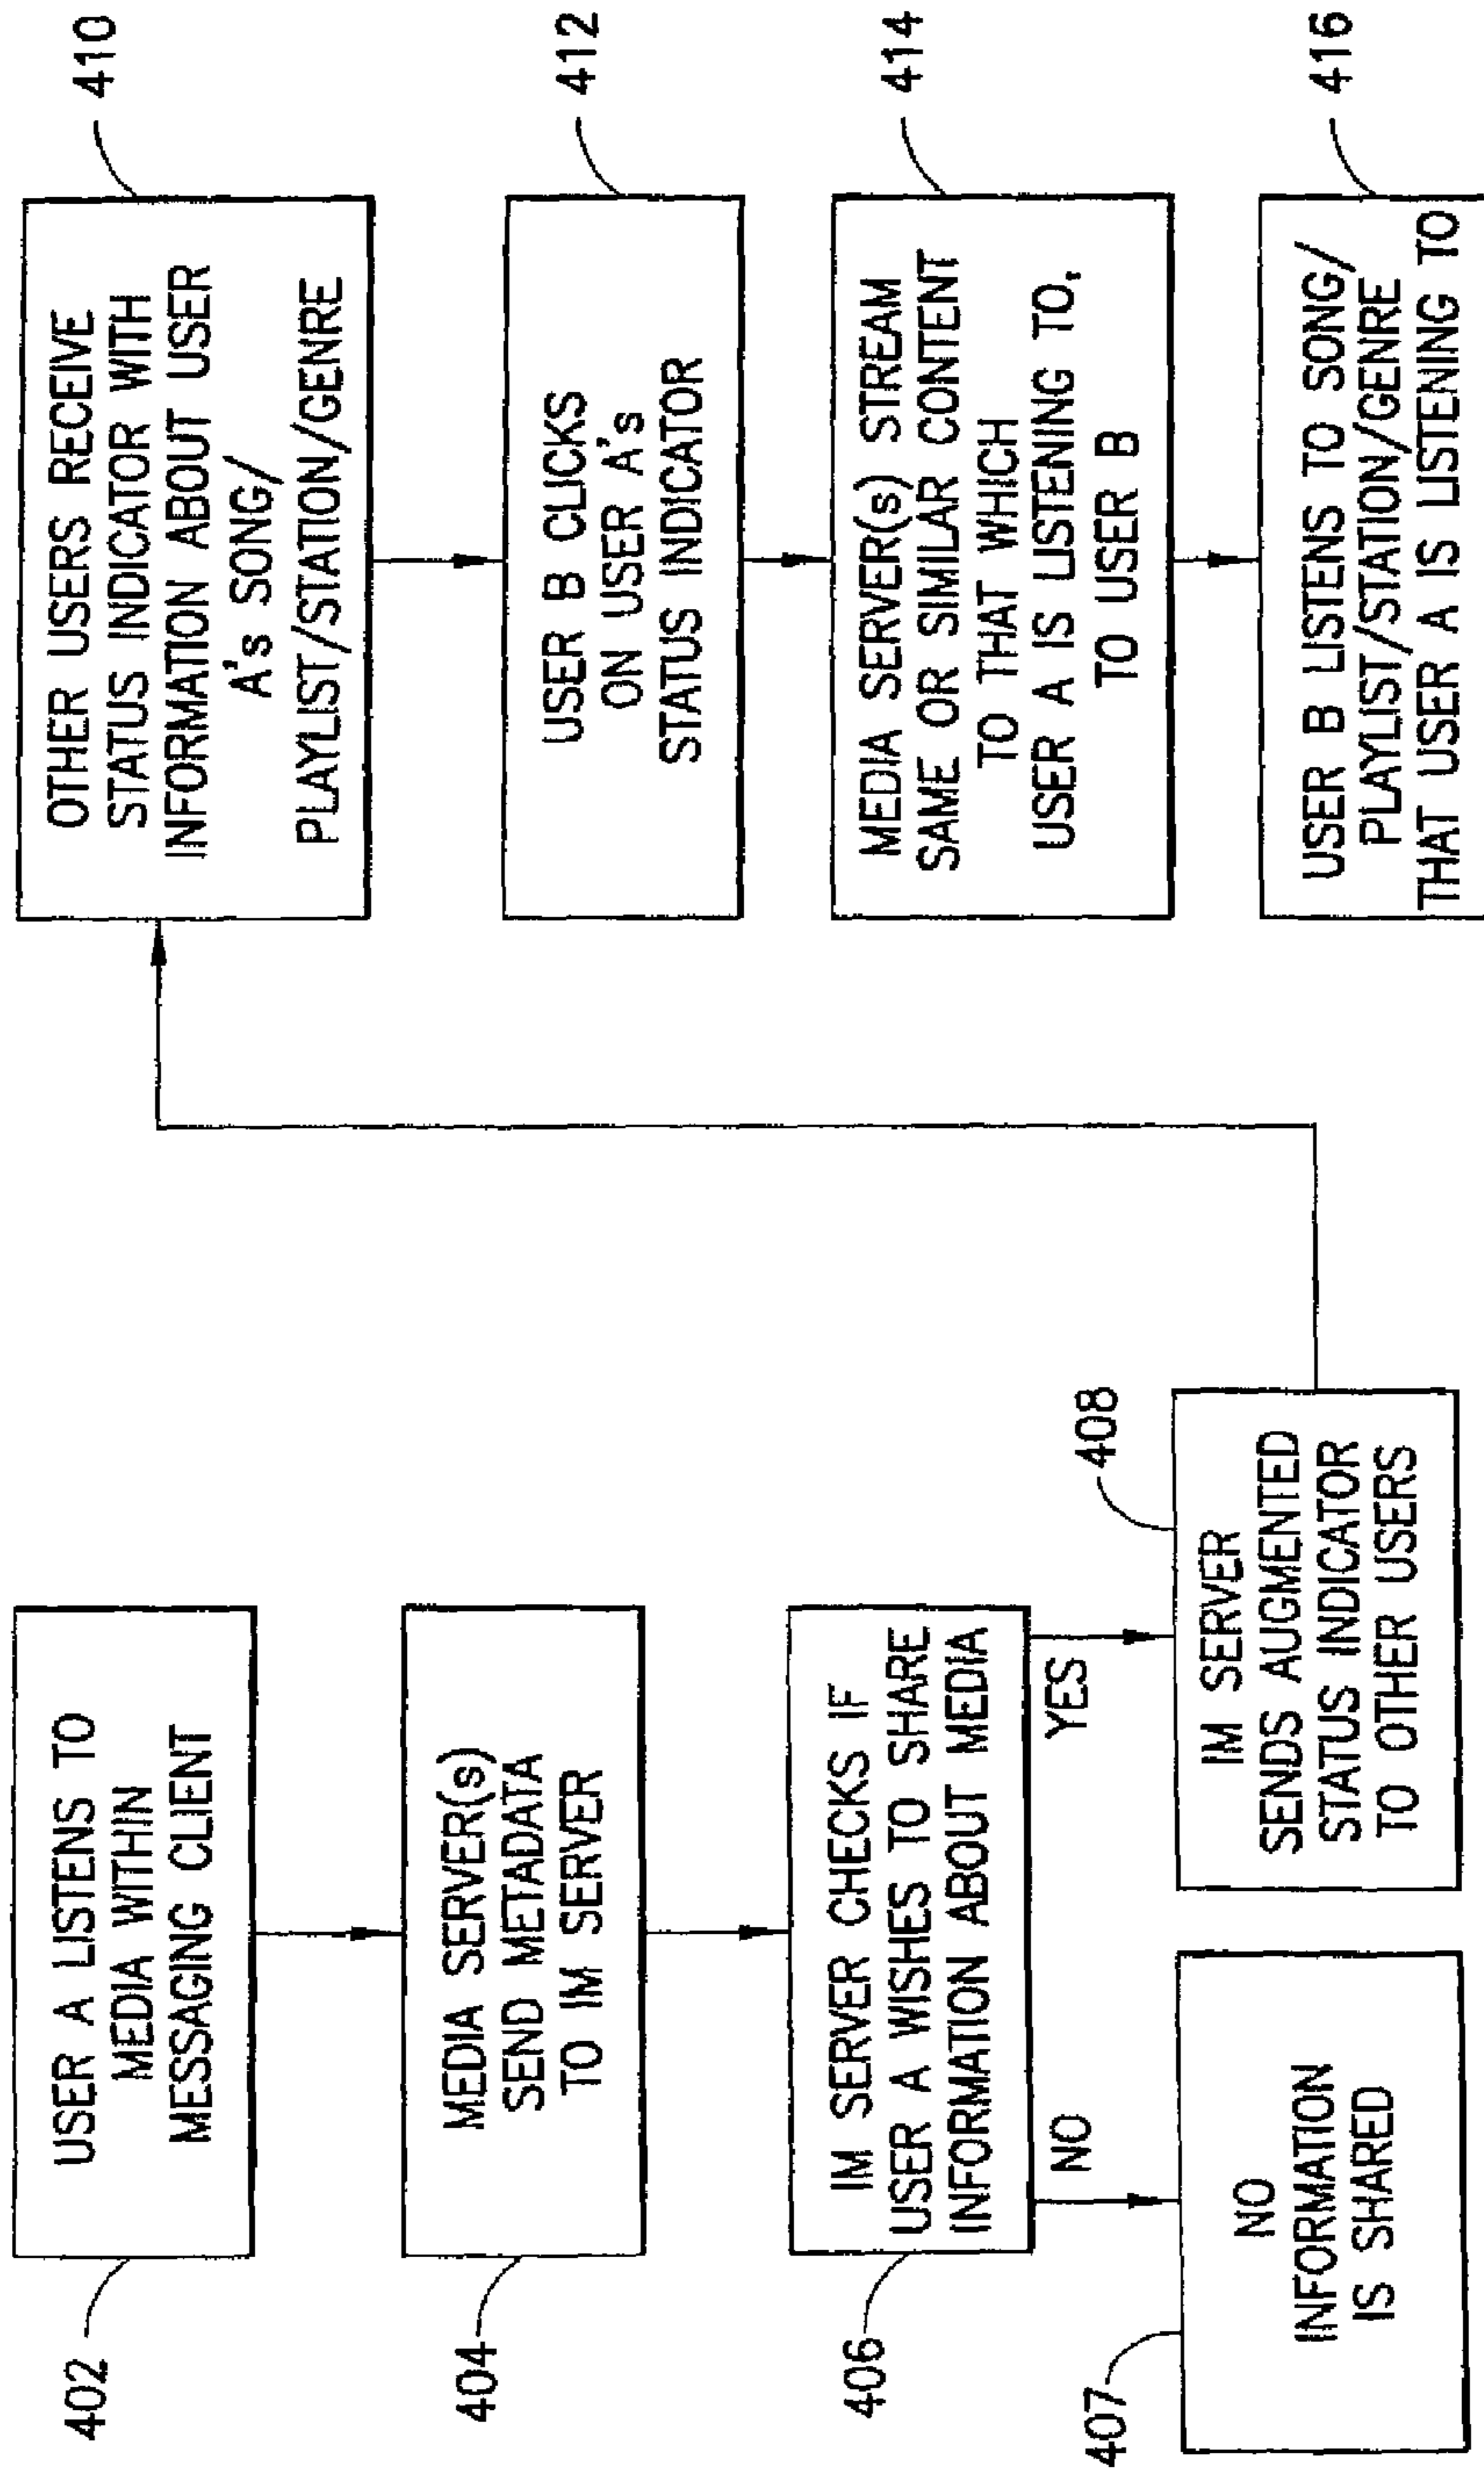 402
USER A LISTENS TO
MEDIA WITHIN
MESSAGING CLIENT
404
MEDIA SERVER(s)
SEND METADATA
TO IM SERVER
406
IM SERVER CHECKS IF
USER A WISHES TO SHARE
INFORMATION ABOUT MEDIA
NO
YES
407
NO
INFORMATION
IS SHARED
408
IM SERVER
SENDS AUGMENTED
STATUS INDICATOR
TO OTHER USERS
410
OTHER USERS RECEIVE
STATUS INDICATOR WITH
INFORMATION ABOUT USER
A's SONG/
PLAYLIST/STATION/GENRE
412
USER B CLICKS
ON USER A's
STATUS INDICATOR
414
MEDIA SERVER(s) STREAM
SAME OR SIMILAR CONTENT
TO THAT WHICH
USER A IS LISTENING TO,
TO USER B
416
USER B LISTENS TO SONG/
PLAYLIST/STATION/GENRE
THAT USER A IS LISTENING TO